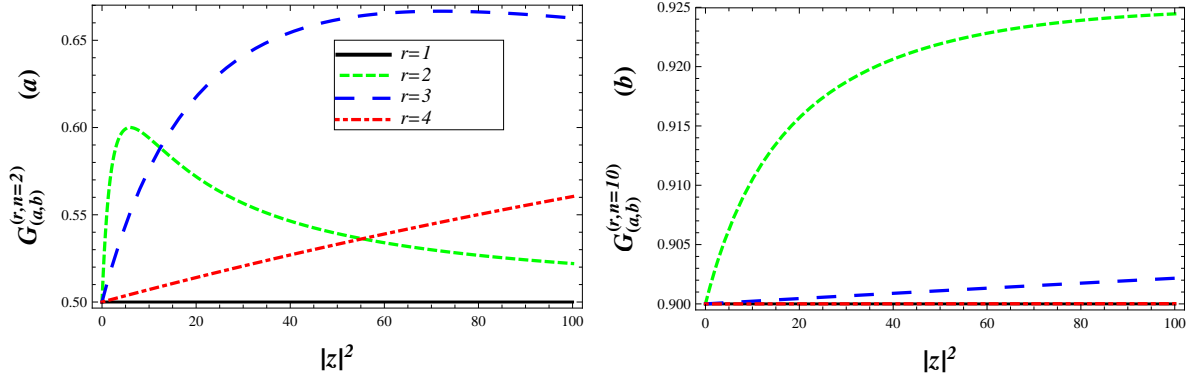 (a)
G_{(a,b)}^{(r,n=2)}
0.65
0.60
0.55
0.50
r=1
r=2
r=3
r=4
0 20 40 60 80 100
|z|²
(b)
G_{(a,b)}^{(r,n=10)}
0.925
0.920
0.915
0.910
0.905
0.900
0 20 40 60 80 100
|z|²